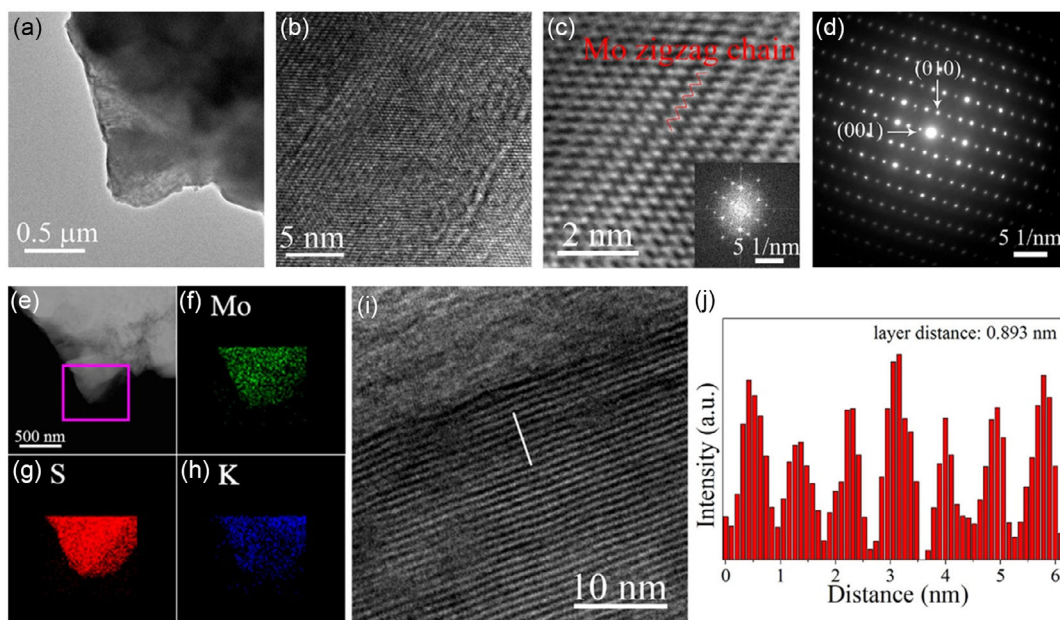 (a)
0.5 μm
(b)
5 nm
(c)
Mo zigzag chain
2 nm
5 1/nm
(d)
(010)
(001)
5 1/nm
(e)
500 nm
(f) Mo
(g) S
(h) K
(i)
10 nm
(j)
layer distance: 0.893 nm
Intensity (a.u.)
0 1 2 3 4 5 6
Distance (nm)